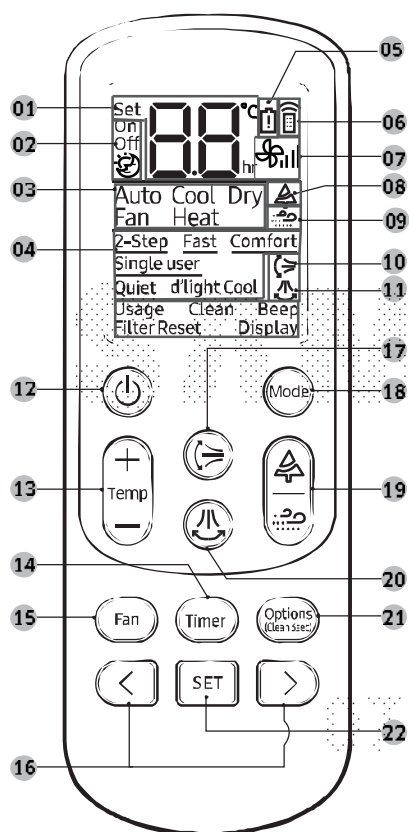 05
01 Set 88 °C
On
02 Off
hr
06
07
03 Auto Cool Dry 08
Fan Heat 09
04 2-Step Fast Comfort
Single user 10
Quiet d'light Cool 11
Usage Clean Beep
Filter Reset Display
17
12 Mode 18
+
13 Temp 19
−
14 20
15 Fan Timer Options 21
(Clean 3sec)
< SET >
22
16